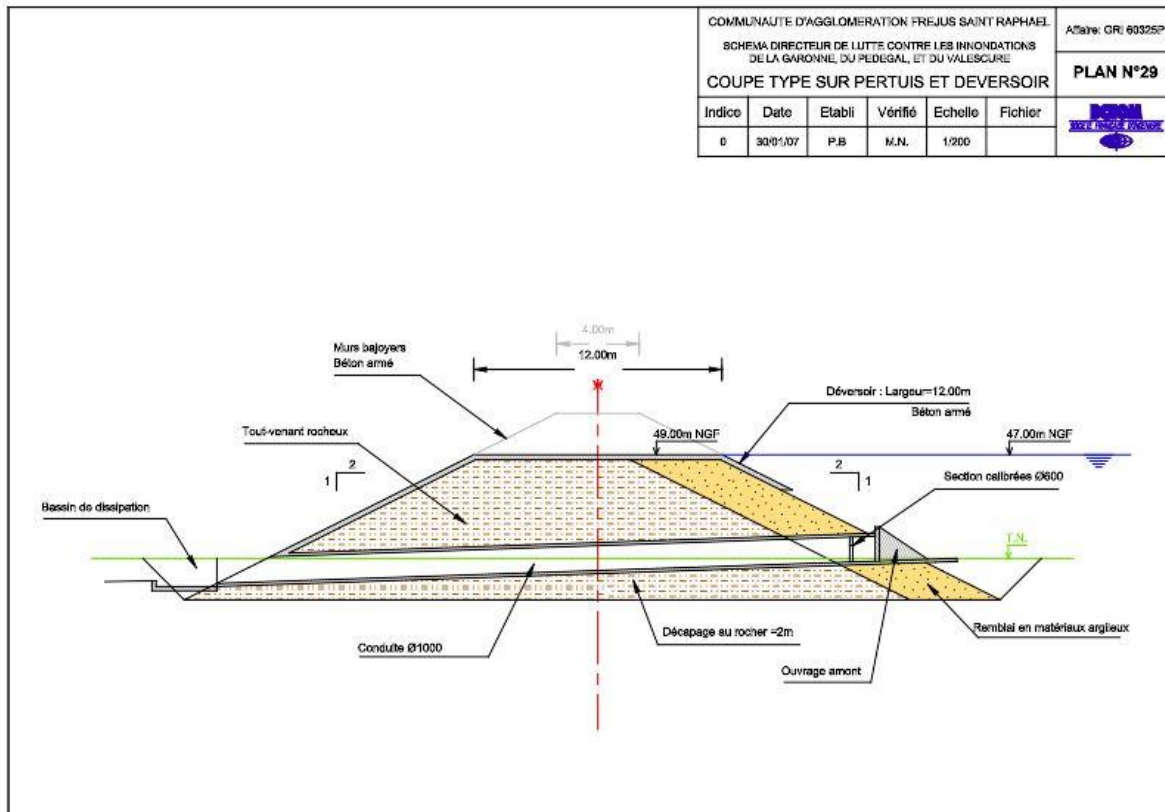 COMMUNAUTE D'AGGLOMERATION FREJUS SAINT RAPHAEL
Affaire: GRI 60325P
SCHEMA DIRECTEUR DE LUTTE CONTRE LES INNONDATIONS
DE LA GARONNE, DU PEDEGAL, ET DU VALESCURE
COUPE TYPE SUR PERTUIS ET DEVERSOIR
PLAN N°29
Indice Date Etabli Vérifié Echelle Fichier
0 30/01/07 P.B M.N. 1/200
4.00m
12.00m
Murs bajoyers
Béton armé
Déversoir : Largeur=12.00m
Béton armé
Tout-venant rocheux
49.00m NGF
47.00m NGF
2
1
2
1
Section calibrées Ø600
Bassin de dissipation
T.N.
Conduite Ø1000
Décapage au rocher =2m
Remblai en matériaux argileux
Ouvrage amont